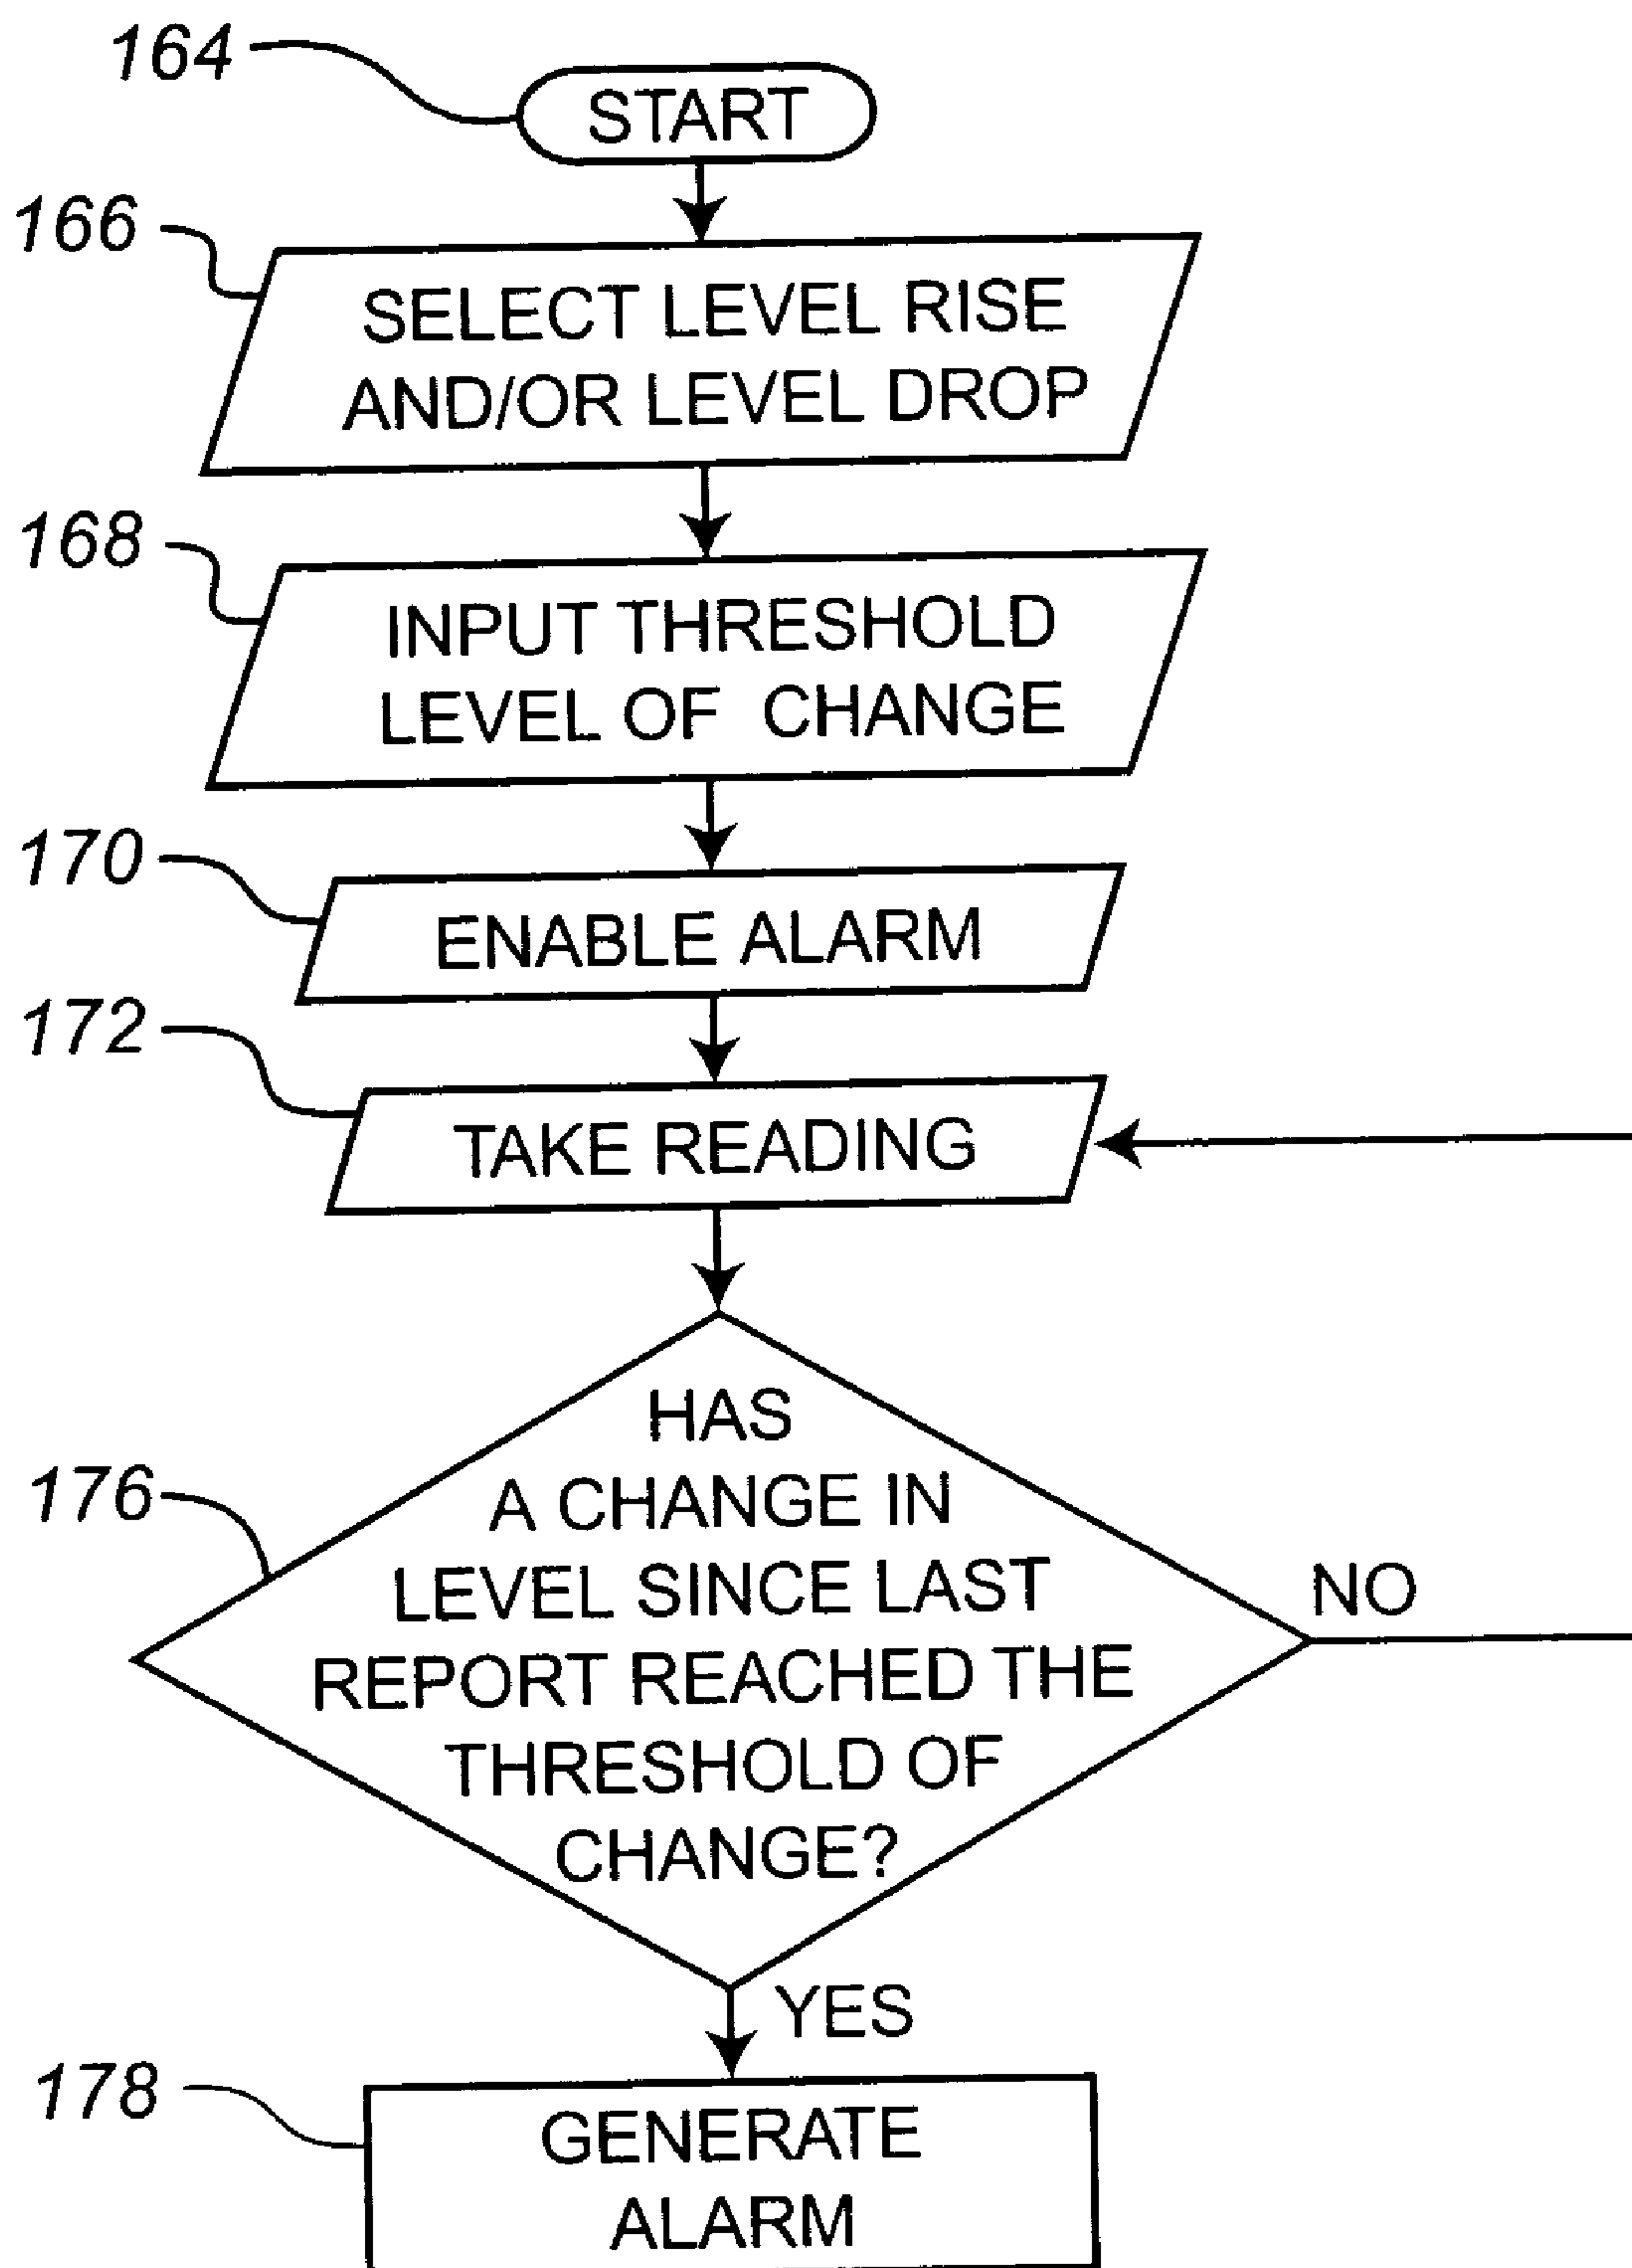 164
START
166
SELECT LEVEL RISE
AND/OR LEVEL DROP
168
INPUT THRESHOLD
LEVEL OF CHANGE
170
ENABLE ALARM
172
TAKE READING
176
HAS
A CHANGE IN
LEVEL SINCE LAST
REPORT REACHED THE
THRESHOLD OF
CHANGE?
NO
YES
178
GENERATE
ALARM